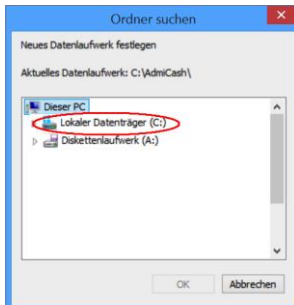 Ordner suchen
Neues Datenlaufwerk festlegen
Aktuelles Datenlaufwerk: C:\AdmiCash\
Dieser PC
Lokaler Datenträger (C:)
Diskettenlaufwerk (A:)
OK Abbrechen